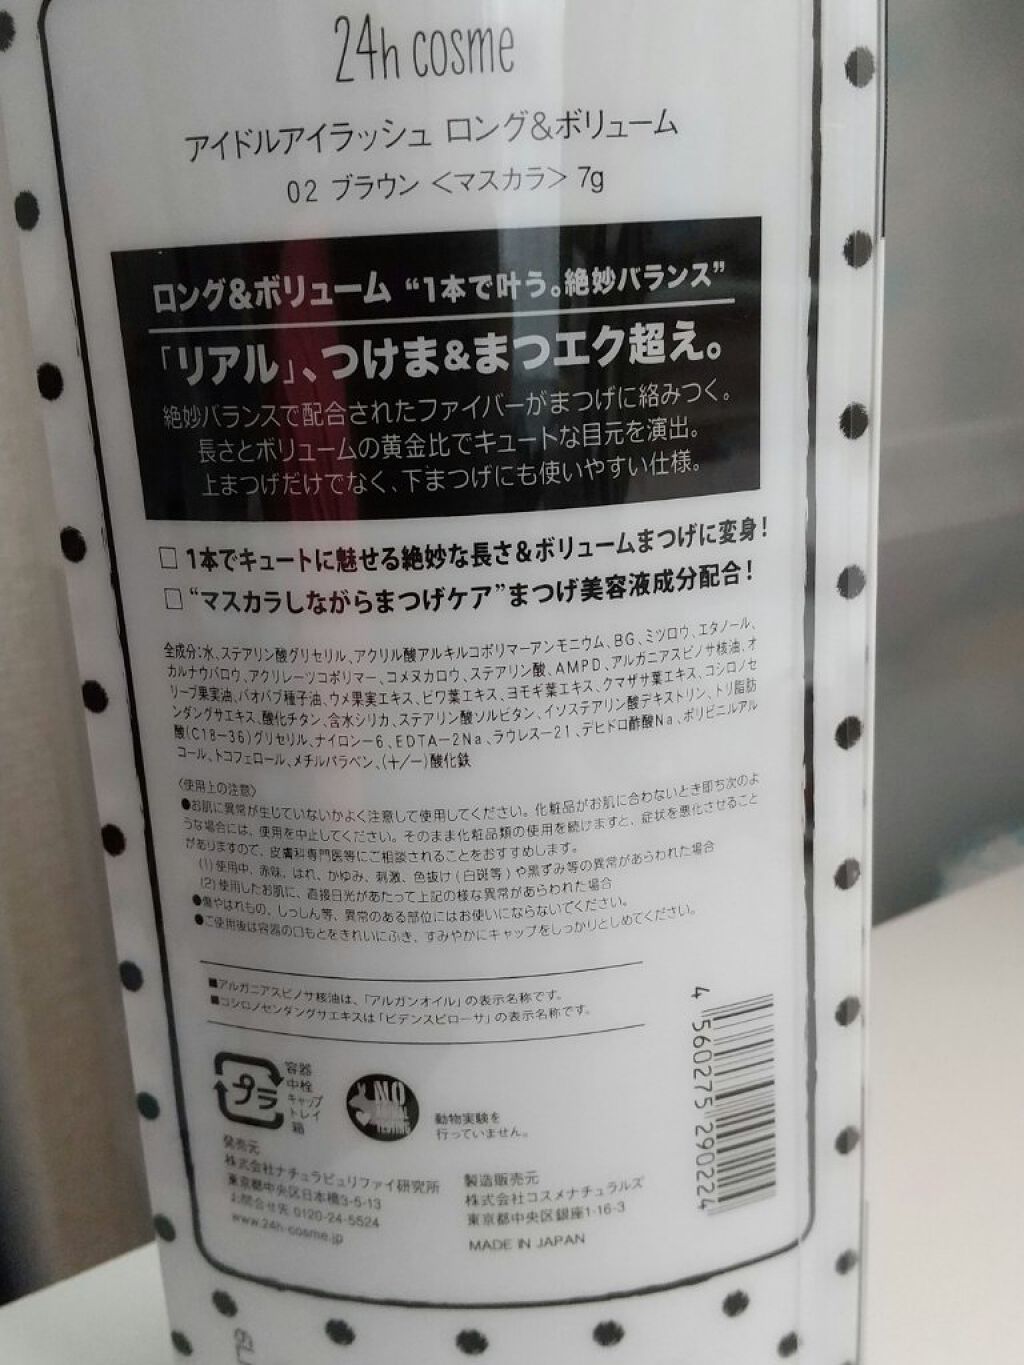 24h cosme
アイドルアイラッシュ ロング&ボリューム
02 ブラウン <マスカラ> 7g
ロング&ボリューム “1本で叶う。絶妙バランス”
「リアル」、つけま&まつエク超え。
絶妙バランスで配合されたファイバーがまつげに絡みつく。
長さとボリュームの黄金比でキュートな目元を演出。
上まつげだけでなく、下まつげにも使いやすい仕様。
□ 1本でキュートに魅せる絶妙な長さ&ボリュームまつげに変身!
□ “マスカラしながらまつげケア”まつげ美容液成分配合!
全成分:水、ステアリン酸グリセリル、アクリル酸アルキルコポリマーアンモニウム、BG、ミツロウ、エタノール、
カルナウバロウ、アクリレーツコポリマー、コメヌカロウ、ステアリン酸、AMPD、アルガニアスピノサ核油、オ
リーブ果実油、バオバブ種子油、ウメ果実エキス、ビワ葉エキス、ヨモギ葉エキス、クマザサ葉エキス、コシロノセ
ンダングサエキス、酸化チタン、含水シリカ、ステアリン酸ソルビタン、イソステアリン酸デキストリン、トリ脂肪
酸(C18-36)グリセリル、ナイロン-6、EDTA-2Na、ラウレス-21、デヒドロ酢酸Na、ポリビニルアル
コール、トコフェロール、メチルパラベン、(+/-)酸化鉄
〈使用上の注意〉
●お肌に異常が生じていないかよく注意して使用してください。化粧品がお肌に合わないとき即ち次のよ
うな場合には、使用を中止してください。そのまま化粧品類の使用を続けますと、症状を悪化させること
がありますので、皮膚科専門医等にご相談されることをおすすめします。
(1)使用中、赤味、はれ、かゆみ、刺激、色抜け(白斑等)や黒ずみ等の異常があらわれた場合
(2)使用したお肌に、直接日光があたって上記の様な異常があらわれた場合
●傷やはれもの、しっしん等、異常のある部位にはお使いにならないでください。
●ご使用後は容器の口もとをきれいにふき、すみやかにキャップをしっかりとしめてください。
■アルガニアスピノサ核油は、「アルガンオイル」の表示名称です。
■コシロノセンダングサエキスは「ビデンスピローサ」の表示名称です。
プラ
容器
中栓
キャップ
トレイ
箱
NO
ANIMAL
TESTING
動物実験を
行っていません。
発売元
株式会社ナチュラピュリファイ研究所
東京都中央区日本橋3-5-13
お問合せ先 0120-24-5524
www.24h-cosme.jp
製造販売元
株式会社コスメナチュラルズ
東京都中央区銀座1-16-3
MADE IN JAPAN
4 560275 290224